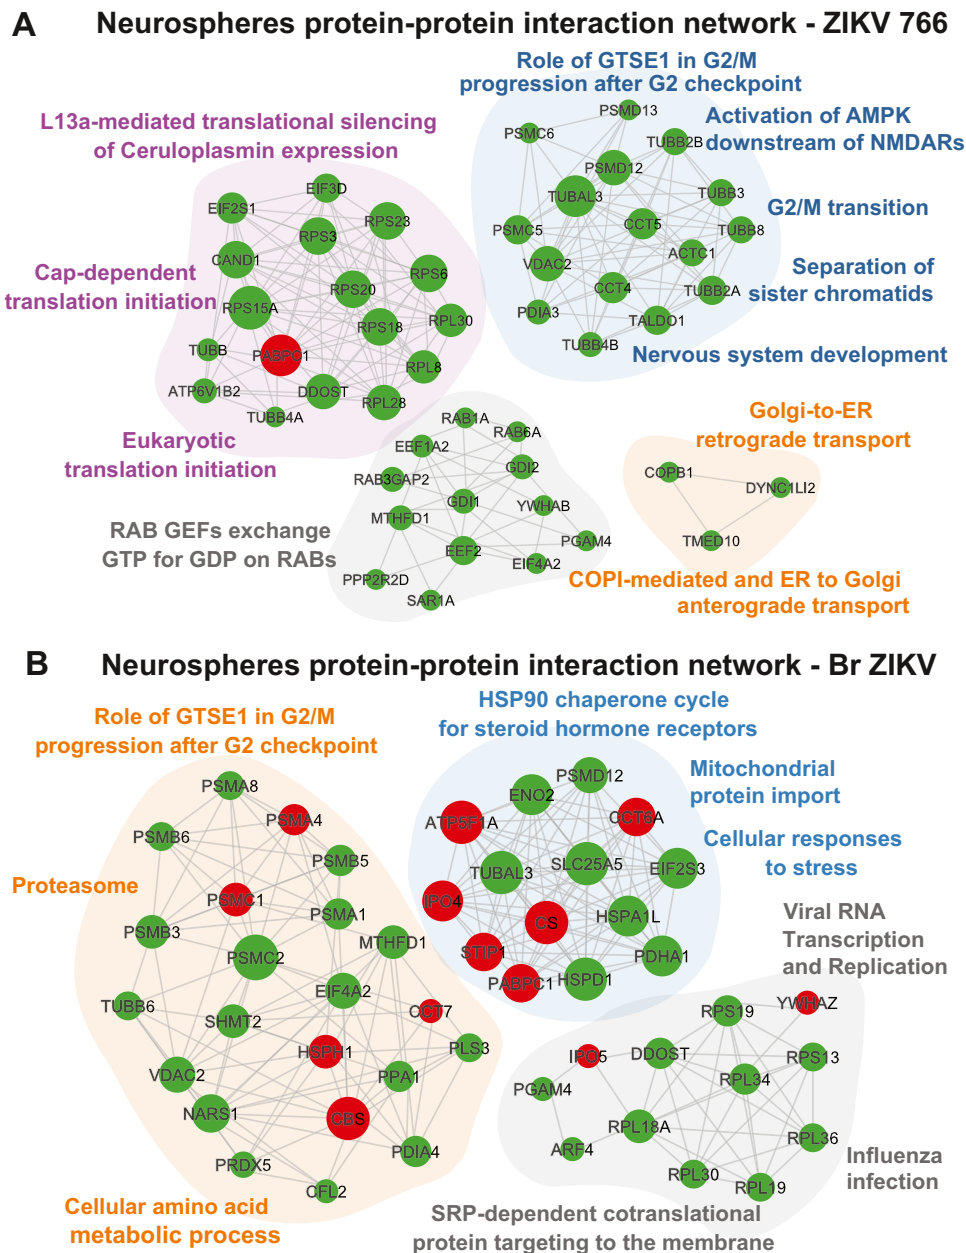 A Neurospheres protein-protein interaction network - ZIKV 766
Role of GTSE1 in G2/M
progression after G2 checkpoint
L13a-mediated translational silencing
of Ceruloplasmin expression
Cap-dependent
translation initiation
Eukaryotic
translation initiation
EIF3D
EIF2S1
RPS23
RPS3
CAND1
RPS6
RPS20
RPS15A
RPS18
RPL30
TUBB
PABPC1
RPL8
ATP6V1B2
DDOST
RPL28
TUBB4A
PSMD13
PSMC6
TUBB2B
PSMD12
TUBAL3
TUBB3
CCT5
PSMC5
TUBB8
ACTC1
VDAC2
CCT4
TUBB2A
PDIA3
TALDO1
TUBB4B
Activation of AMPK
downstream of NMDARs
G2/M transition
Separation of
sister chromatids
Nervous system development
RAB GEFs exchange
GTP for GDP on RABs
RAB1A
RAB6A
EEF1A2
GDI2
RAB3GAP2
GDI1
YWHAB
MTHFD1
PGAM4
EEF2
EIF4A2
PPP2R2D
SAR1A
Golgi-to-ER
retrograde transport
COPB1
DYNC1LI2
TMED10
COPI-mediated and ER to Golgi
anterograde transport
B Neurospheres protein-protein interaction network - Br ZIKV
Role of GTSE1 in G2/M
progression after G2 checkpoint
Proteasome
PSMA8
PSMA4
PSMB6
PSMB5
PSMC1
PSMA1
PSMB3
MTHFD1
PSMC2
EIF4A2
TUBB6
CCT7
SHMT2
HSPH1
PLS3
VDAC2
PPA1
NARS1
CBS
PDIA4
PRDX5
CFL2
Cellular amino acid
metabolic process
HSP90 chaperone cycle
for steroid hormone receptors
Mitochondrial
protein import
Cellular responses
to stress
PSMD12
ENO2
ATP5F1A
CCT6A
SLC25A5
TUBAL3
EIF2S3
IPO4
CS
HSPA1L
STIP1
PDHA1
PABPC1
HSPD1
Viral RNA
Transcription
and Replication
YWHAZ
RPS19
IPO5
DDOST
RPS13
RPL34
PGAM4
RPL18A
RPL36
ARF4
RPL30
RPL19
Influenza
infection
SRP-dependent cotranslational
protein targeting to the membrane